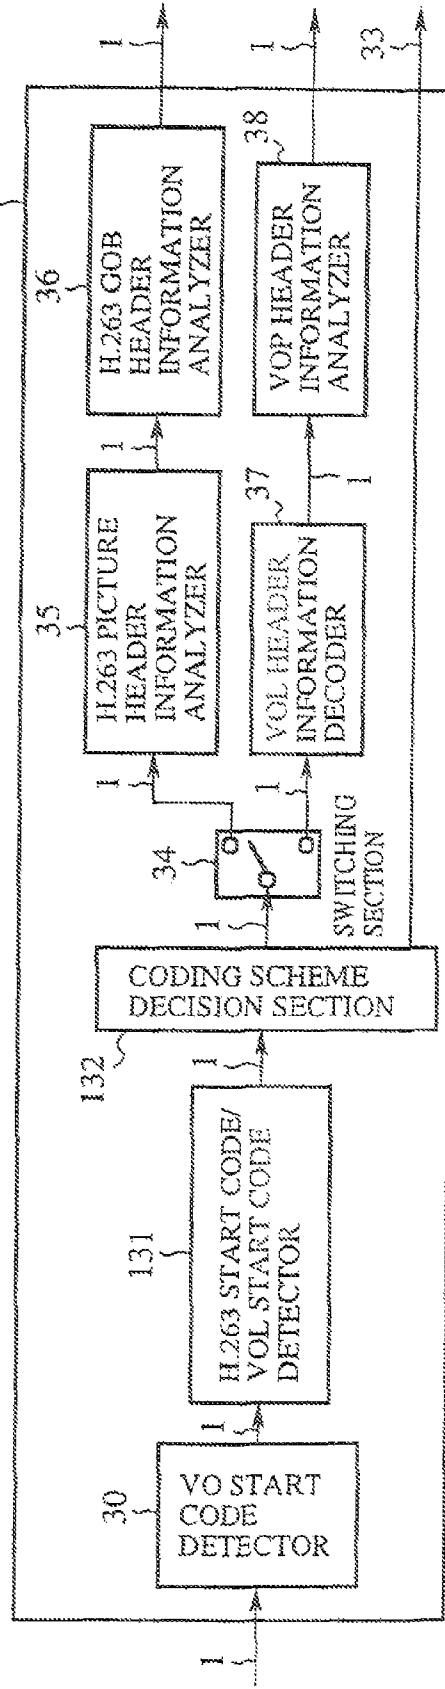 1
30
VO START
CODE
DETECTOR
1
131
H.263 START CODE/
VOL START CODE
DETECTOR
1
132
CODING SCHEME
DECISION SECTION
1
34
SWITCHING
SECTION
1
35
H.263 PICTURE
HEADER
INFORMATION
ANALYZER
1
36
H.263 GOB
HEADER
INFORMATION
ANALYZER
1
1
37
VOL HEADER
INFORMATION
DECODER
1
38
VOP HEADER
INFORMATION
ANALYZER
1
33